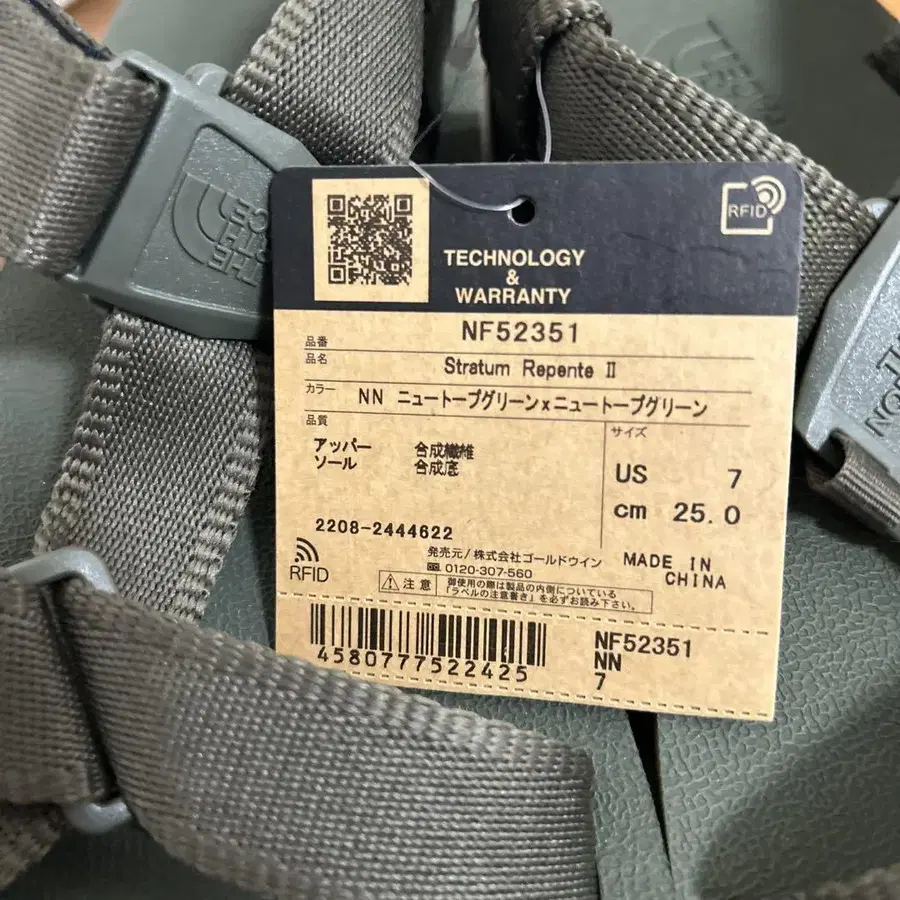 THE
NORTH
FACE
RFID
TECHNOLOGY
&
WARRANTY
品番 NF52351
品名 Stratum Repente II
カラー NN ニュートープグリーンxニュートープグリーン
品質
アッパー 合成繊維
ソール 合成底
サイズ
US 7
cm 25.0
2208-2444622
RFID
発売元/株式会社ゴールドウイン
0120-307-560
MADE IN
CHINA
注意 御使用の際は製品の内側についている
「ラベルの注意書き」を必ずお読み下さい。
4580777522425
NF52351
NN
7